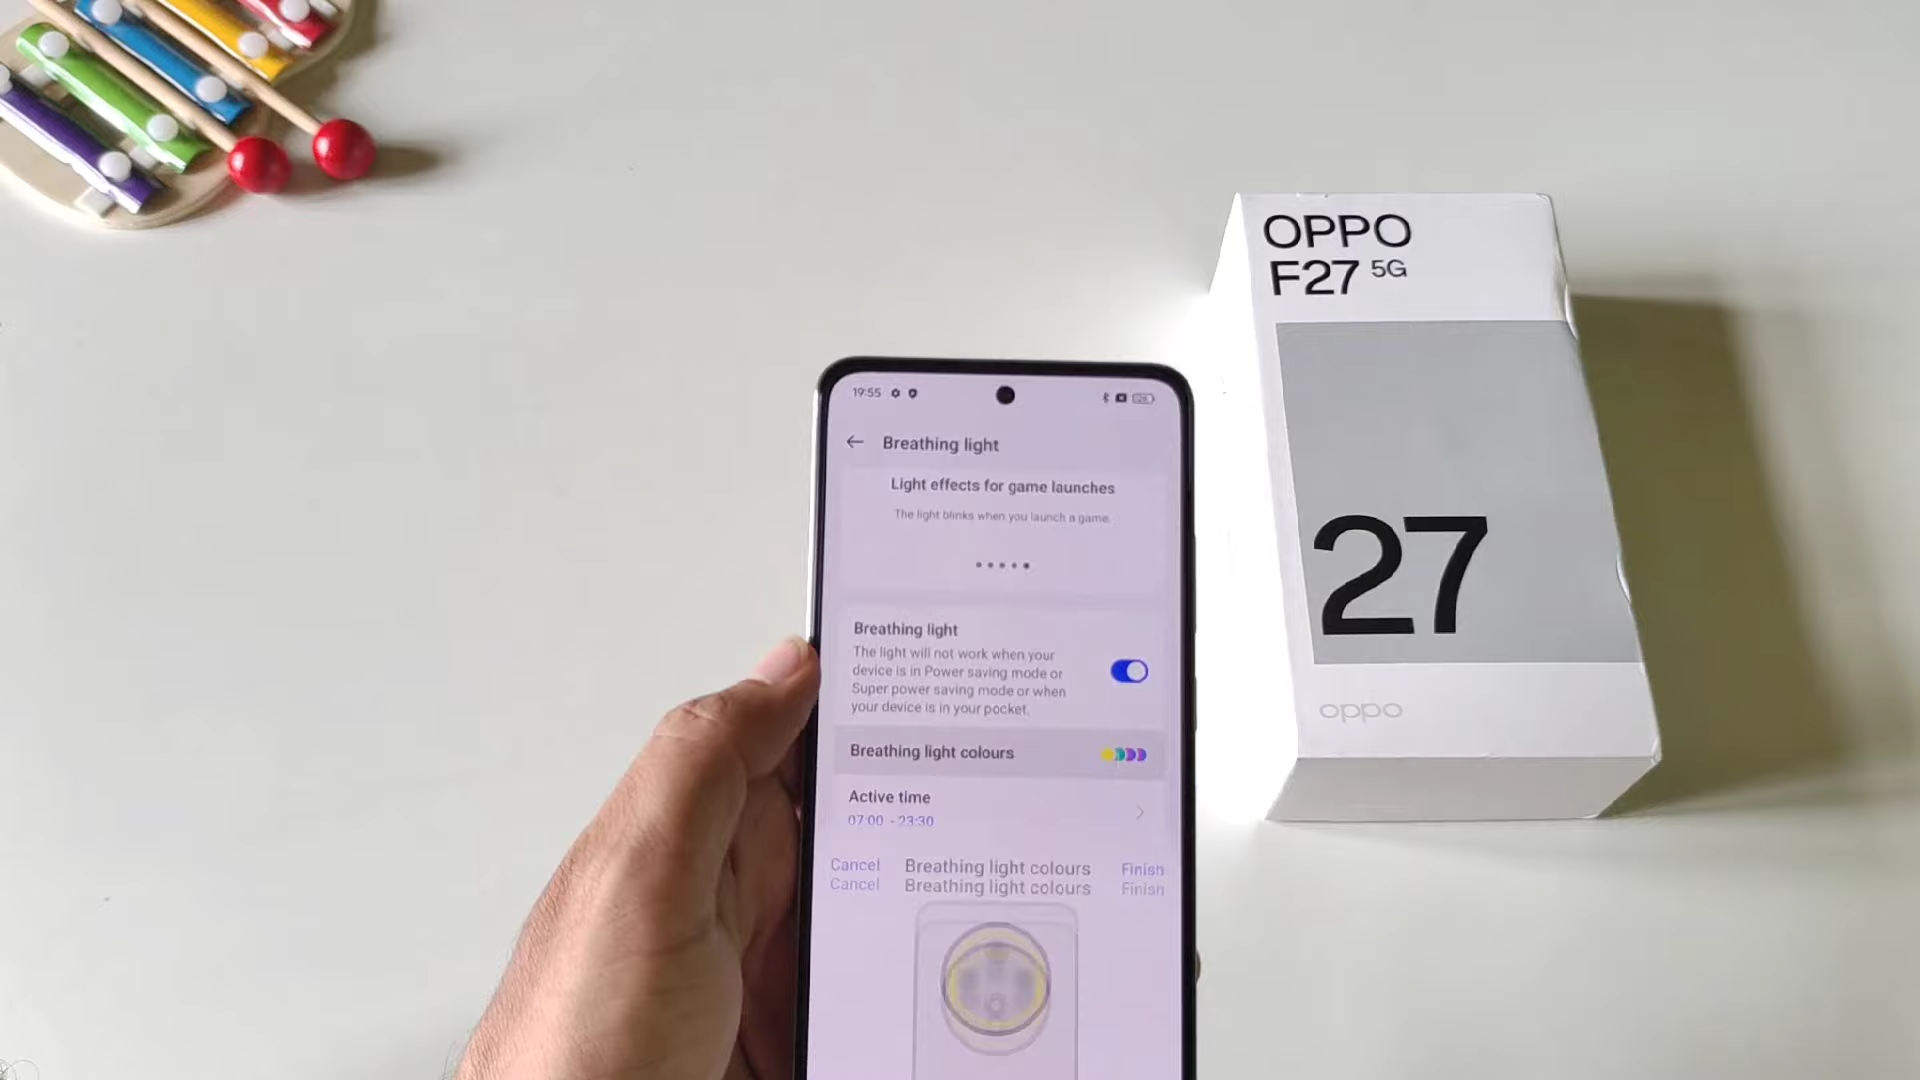 OPPO
F27 5G
27
oppo
19:55
Breathing light
Light effects for game launches
The light blinks when you launch a game.
Breathing light
The light will not work when your
device is in Power saving mode or
Super power saving mode or when
your device is in your pocket.
Breathing light colours
Active time
07:00 - 23:30
Cancel Breathing light colours Finish
Cancel Breathing light colours Finish